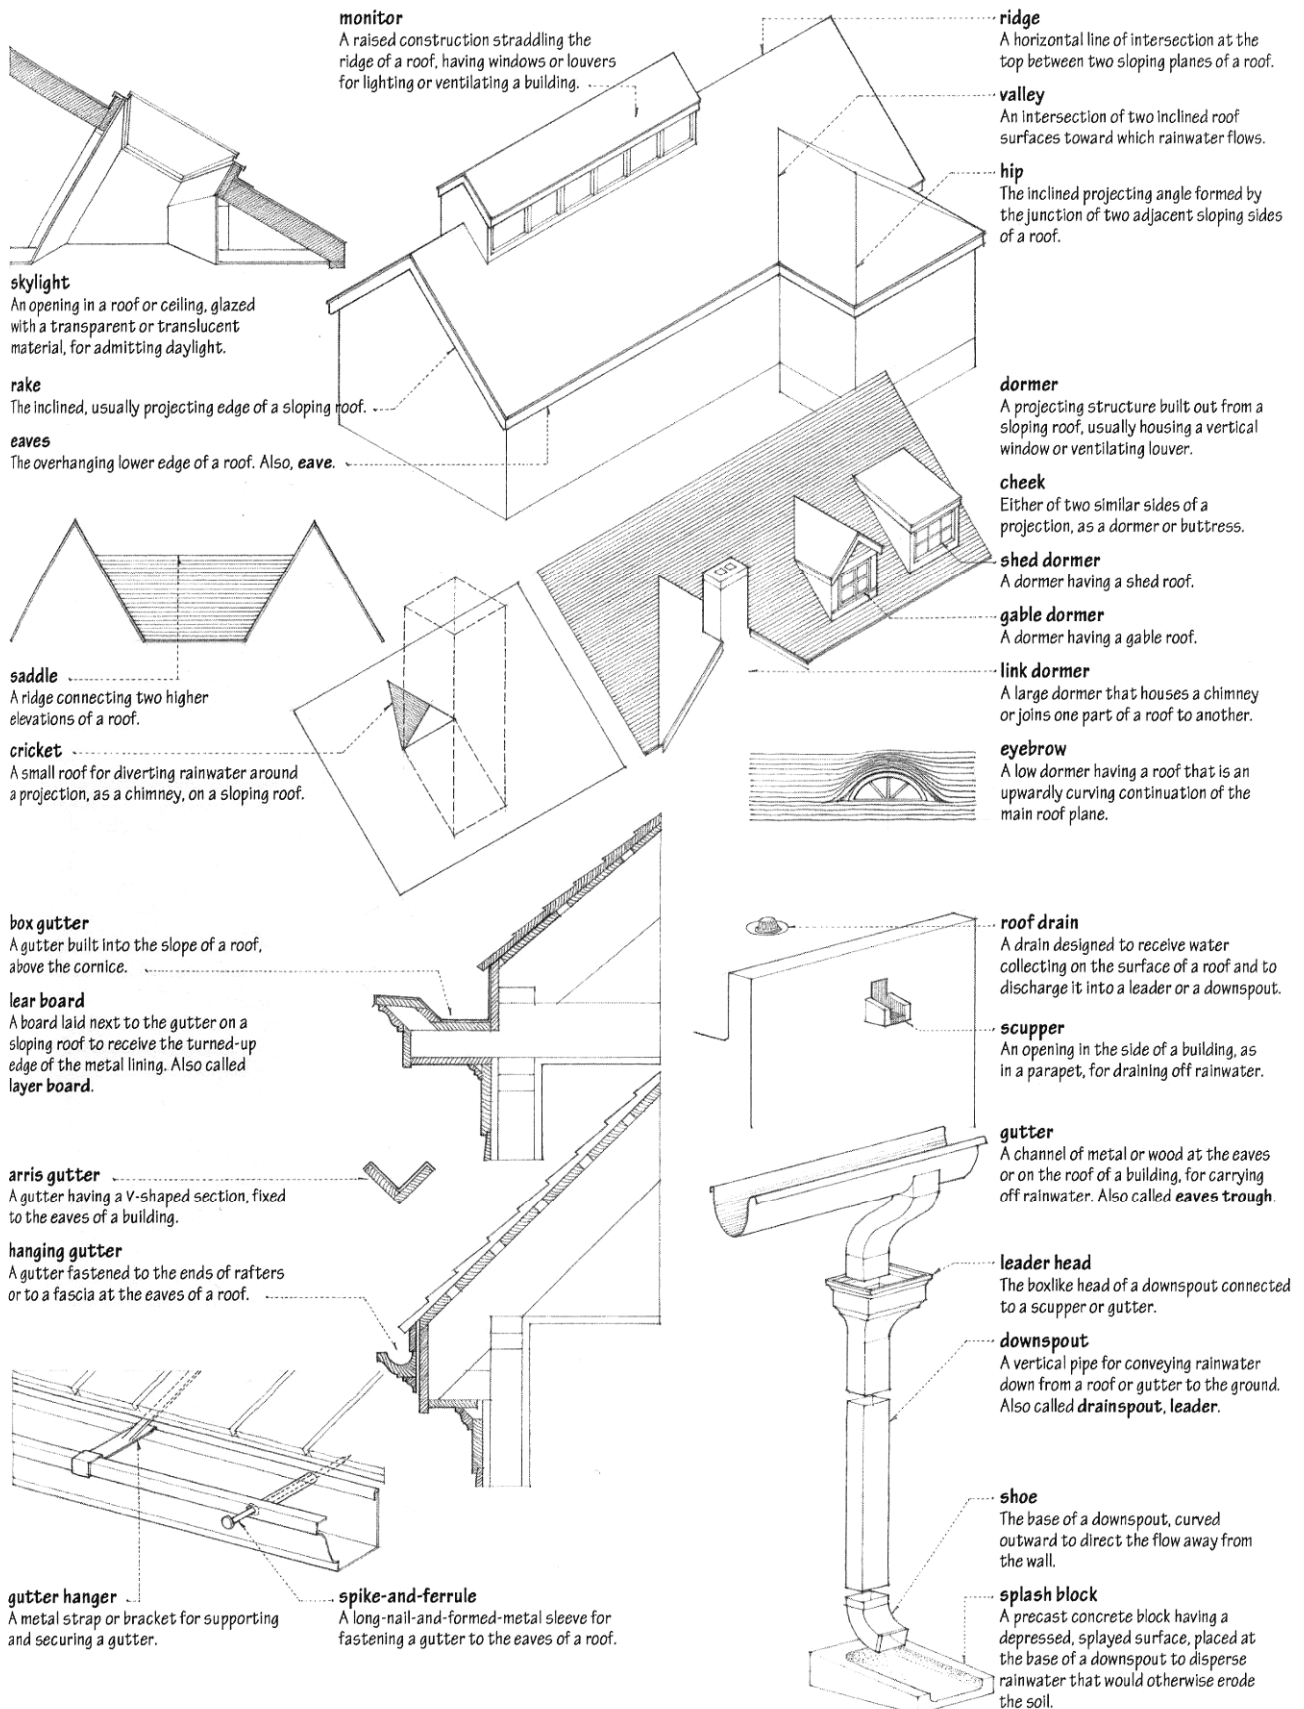 monitor
A raised construction straddling the
ridge of a roof, having windows or louvers
for lighting or ventilating a building.
ridge
A horizontal line of intersection at the
top between two sloping planes of a roof.
valley
An intersection of two inclined roof
surfaces toward which rainwater flows.
hip
The inclined projecting angle formed by
the junction of two adjacent sloping sides
of a roof.
skylight
An opening in a roof or ceiling, glazed
with a transparent or translucent
material, for admitting daylight.
rake
The inclined, usually projecting edge of a sloping roof.
eaves
The overhanging lower edge of a roof. Also, eave.
dormer
A projecting structure built out from a
sloping roof, usually housing a vertical
window or ventilating louver.
cheek
Either of two similar sides of a
projection, as a dormer or buttress.
shed dormer
A dormer having a shed roof.
gable dormer
A dormer having a gable roof.
link dormer
A large dormer that houses a chimney
or joins one part of a roof to another.
eyebrow
A low dormer having a roof that is an
upwardly curving continuation of the
main roof plane.
saddle
A ridge connecting two higher
elevations of a roof.
cricket
A small roof for diverting rainwater around
a projection, as a chimney, on a sloping roof.
box gutter
A gutter built into the slope of a roof,
above the cornice.
lear board
A board laid next to the gutter on a
sloping roof to receive the turned-up
edge of the metal lining. Also called
layer board.
arris gutter
A gutter having a V-shaped section, fixed
to the eaves of a building.
hanging gutter
A gutter fastened to the ends of rafters
or to a fascia at the eaves of a roof.
roof drain
A drain designed to receive water
collecting on the surface of a roof and to
discharge it into a leader or a downspout.
scupper
An opening in the side of a building, as
in a parapet, for draining off rainwater.
gutter
A channel of metal or wood at the eaves
or on the roof of a building, for carrying
off rainwater. Also called eaves trough.
leader head
The boxlike head of a downspout connected
to a scupper or gutter.
downspout
A vertical pipe for conveying rainwater
down from a roof or gutter to the ground.
Also called drainspout, leader.
shoe
The base of a downspout, curved
outward to direct the flow away from
the wall.
splash block
A precast concrete block having a
depressed, splayed surface, placed at
the base of a downspout to disperse
rainwater that would otherwise erode
the soil.
gutter hanger
A metal strap or bracket for supporting
and securing a gutter.
spike-and-ferrule
A long-nail-and-formed-metal sleeve for
fastening a gutter to the eaves of a roof.